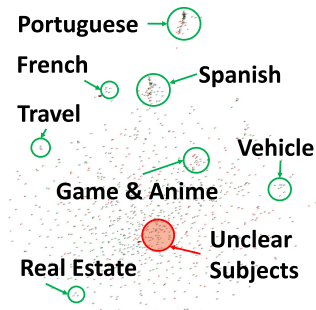 Portuguese
French
Spanish
Travel
Vehicle
Game & Anime
Unclear
Subjects
Real Estate